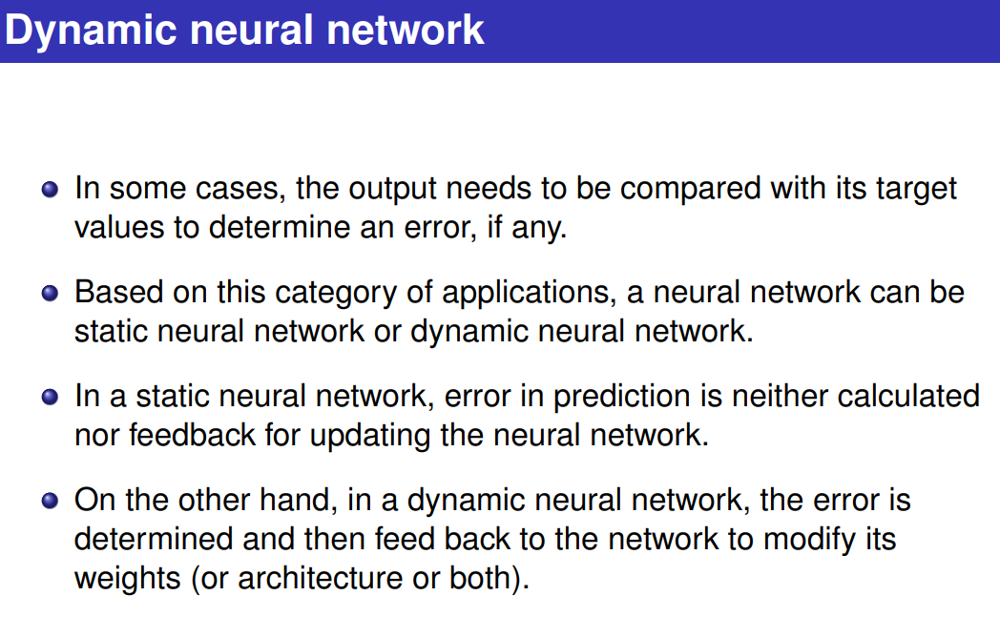 Dynamic neural network
In some cases, the output needs to be compared with its target
values to determine an error, if any.
Based on this category of applications, a neural network can be
static neural network or dynamic neural network.
In a static neural network, error in prediction is neither calculated
nor feedback for updating the neural network.
On the other hand, in a dynamic neural network, the error is
determined and then feed back to the network to modify its
weights (or architecture or both).